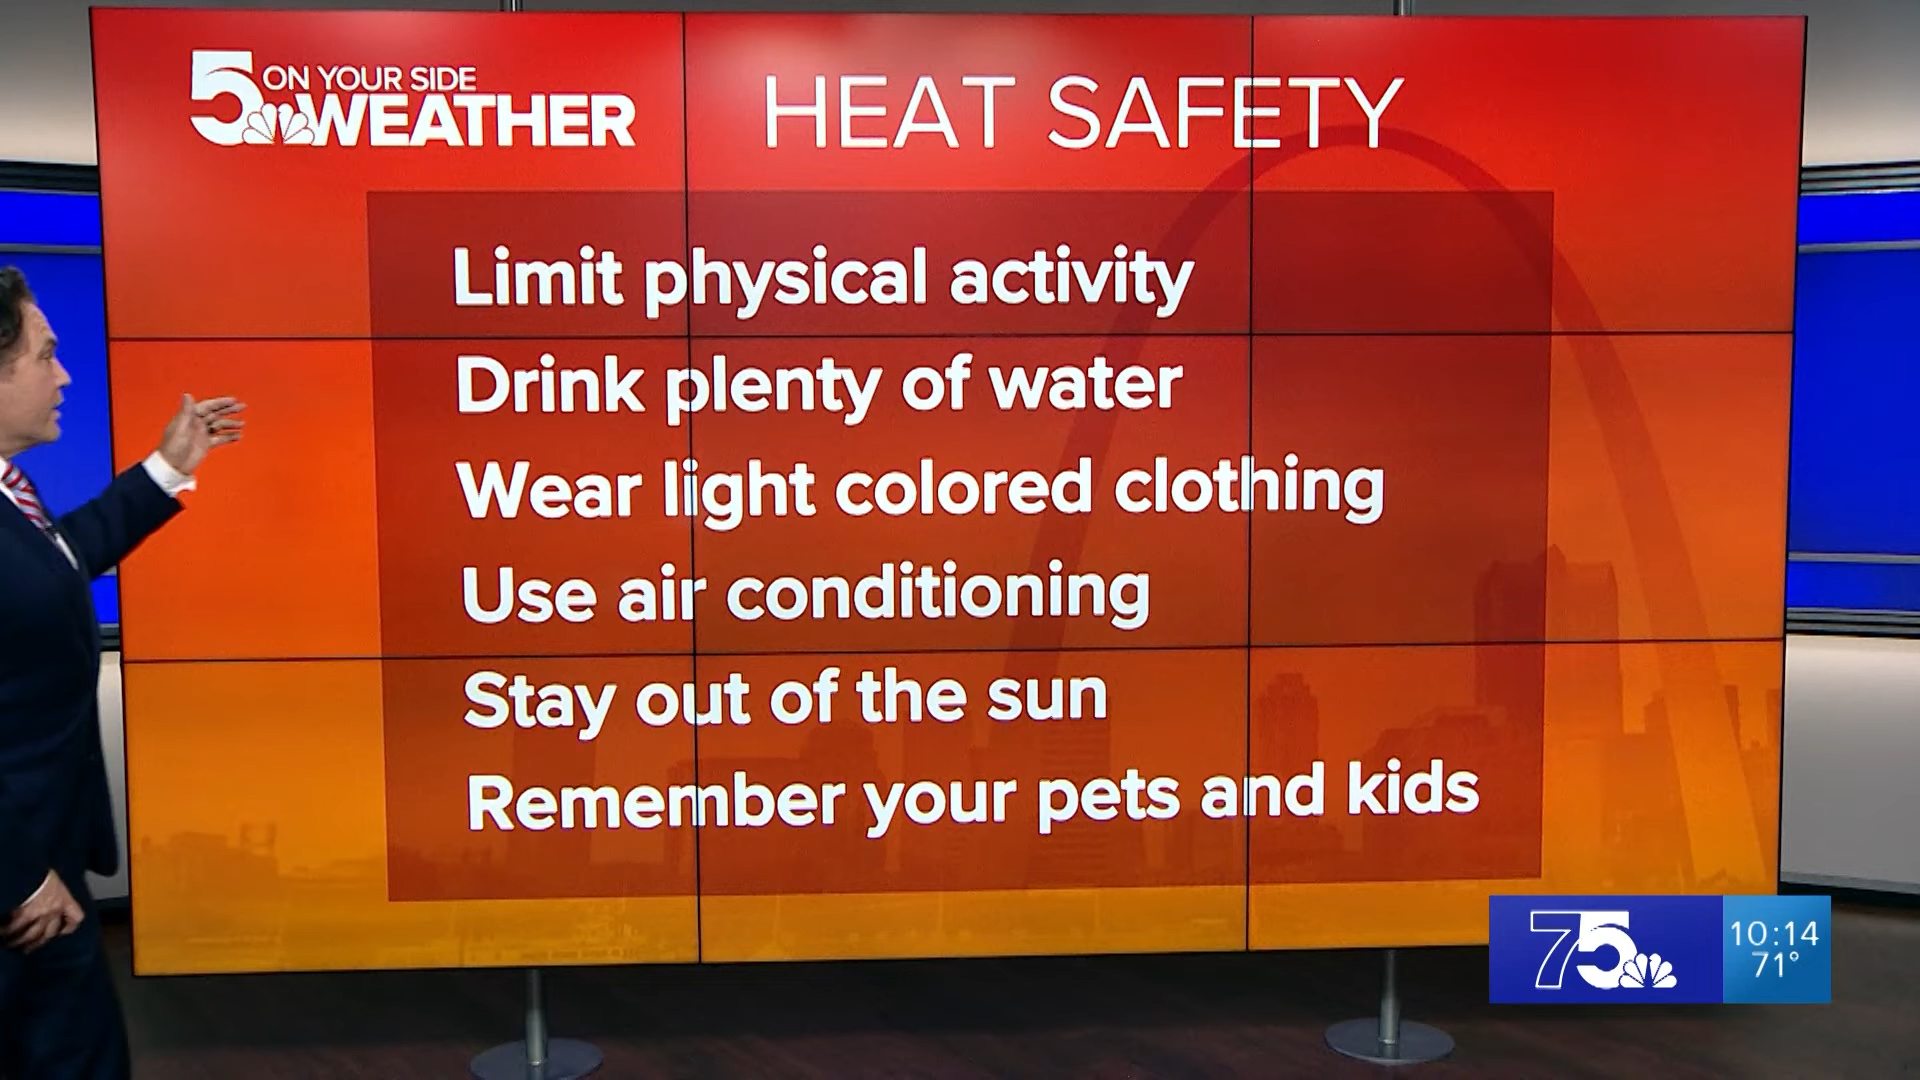 5 ON YOUR SIDE
WEATHER
HEAT SAFETY
Limit physical activity
Drink plenty of water
Wear light colored clothing
Use air conditioning
Stay out of the sun
Remember your pets and kids
75
10:14
71°